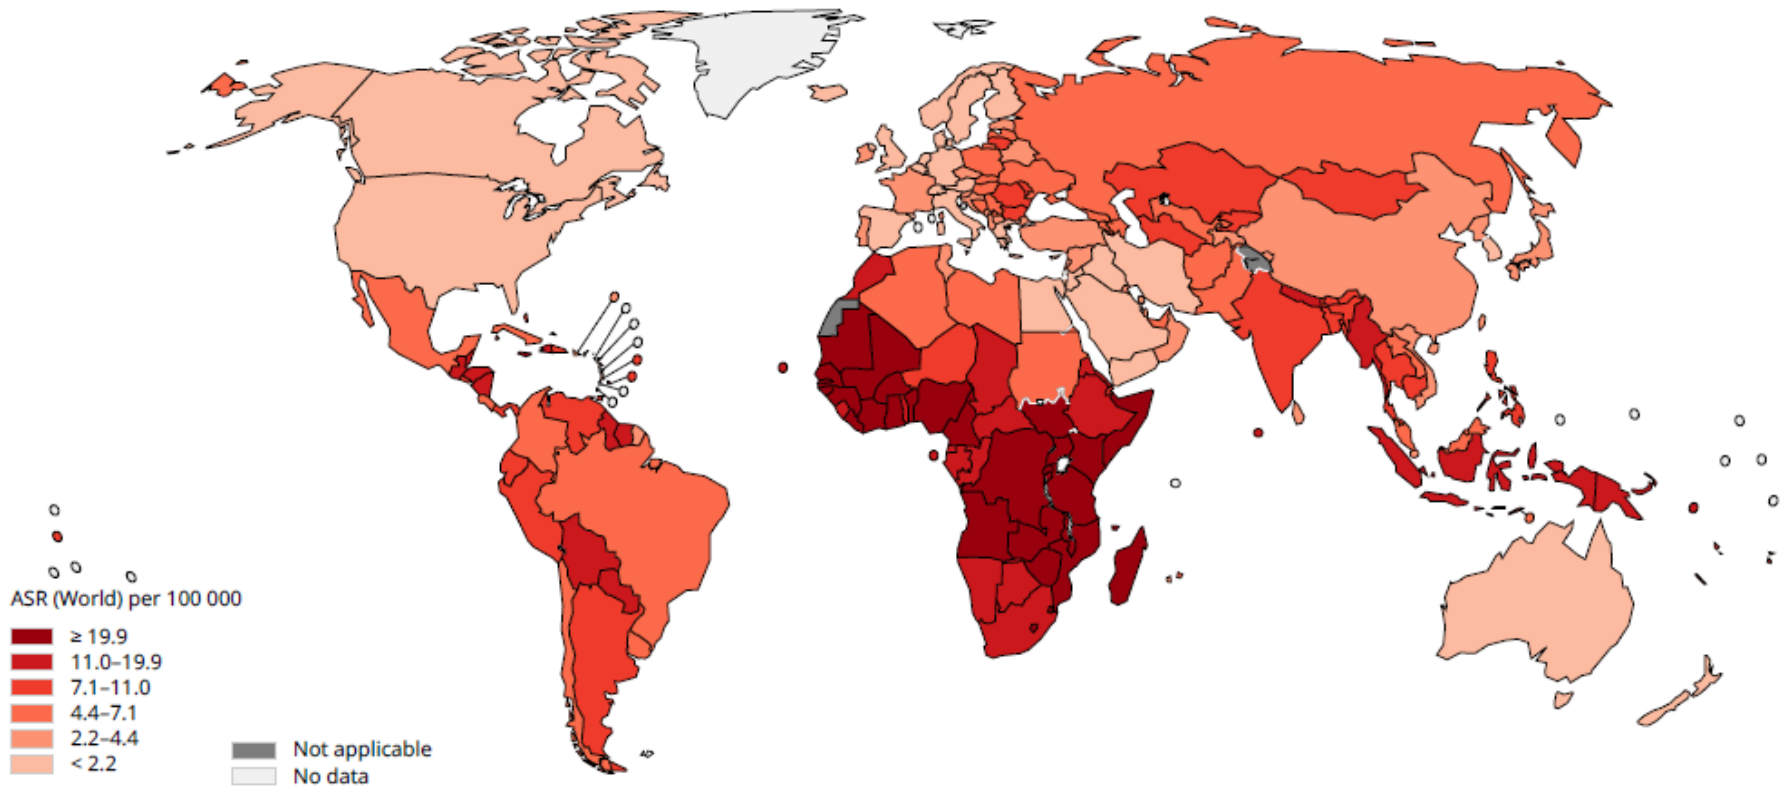 ASR (World) per 100 000
≥ 19.9
11.0–19.9
7.1–11.0
4.4–7.1
2.2–4.4
< 2.2
Not applicable
No data